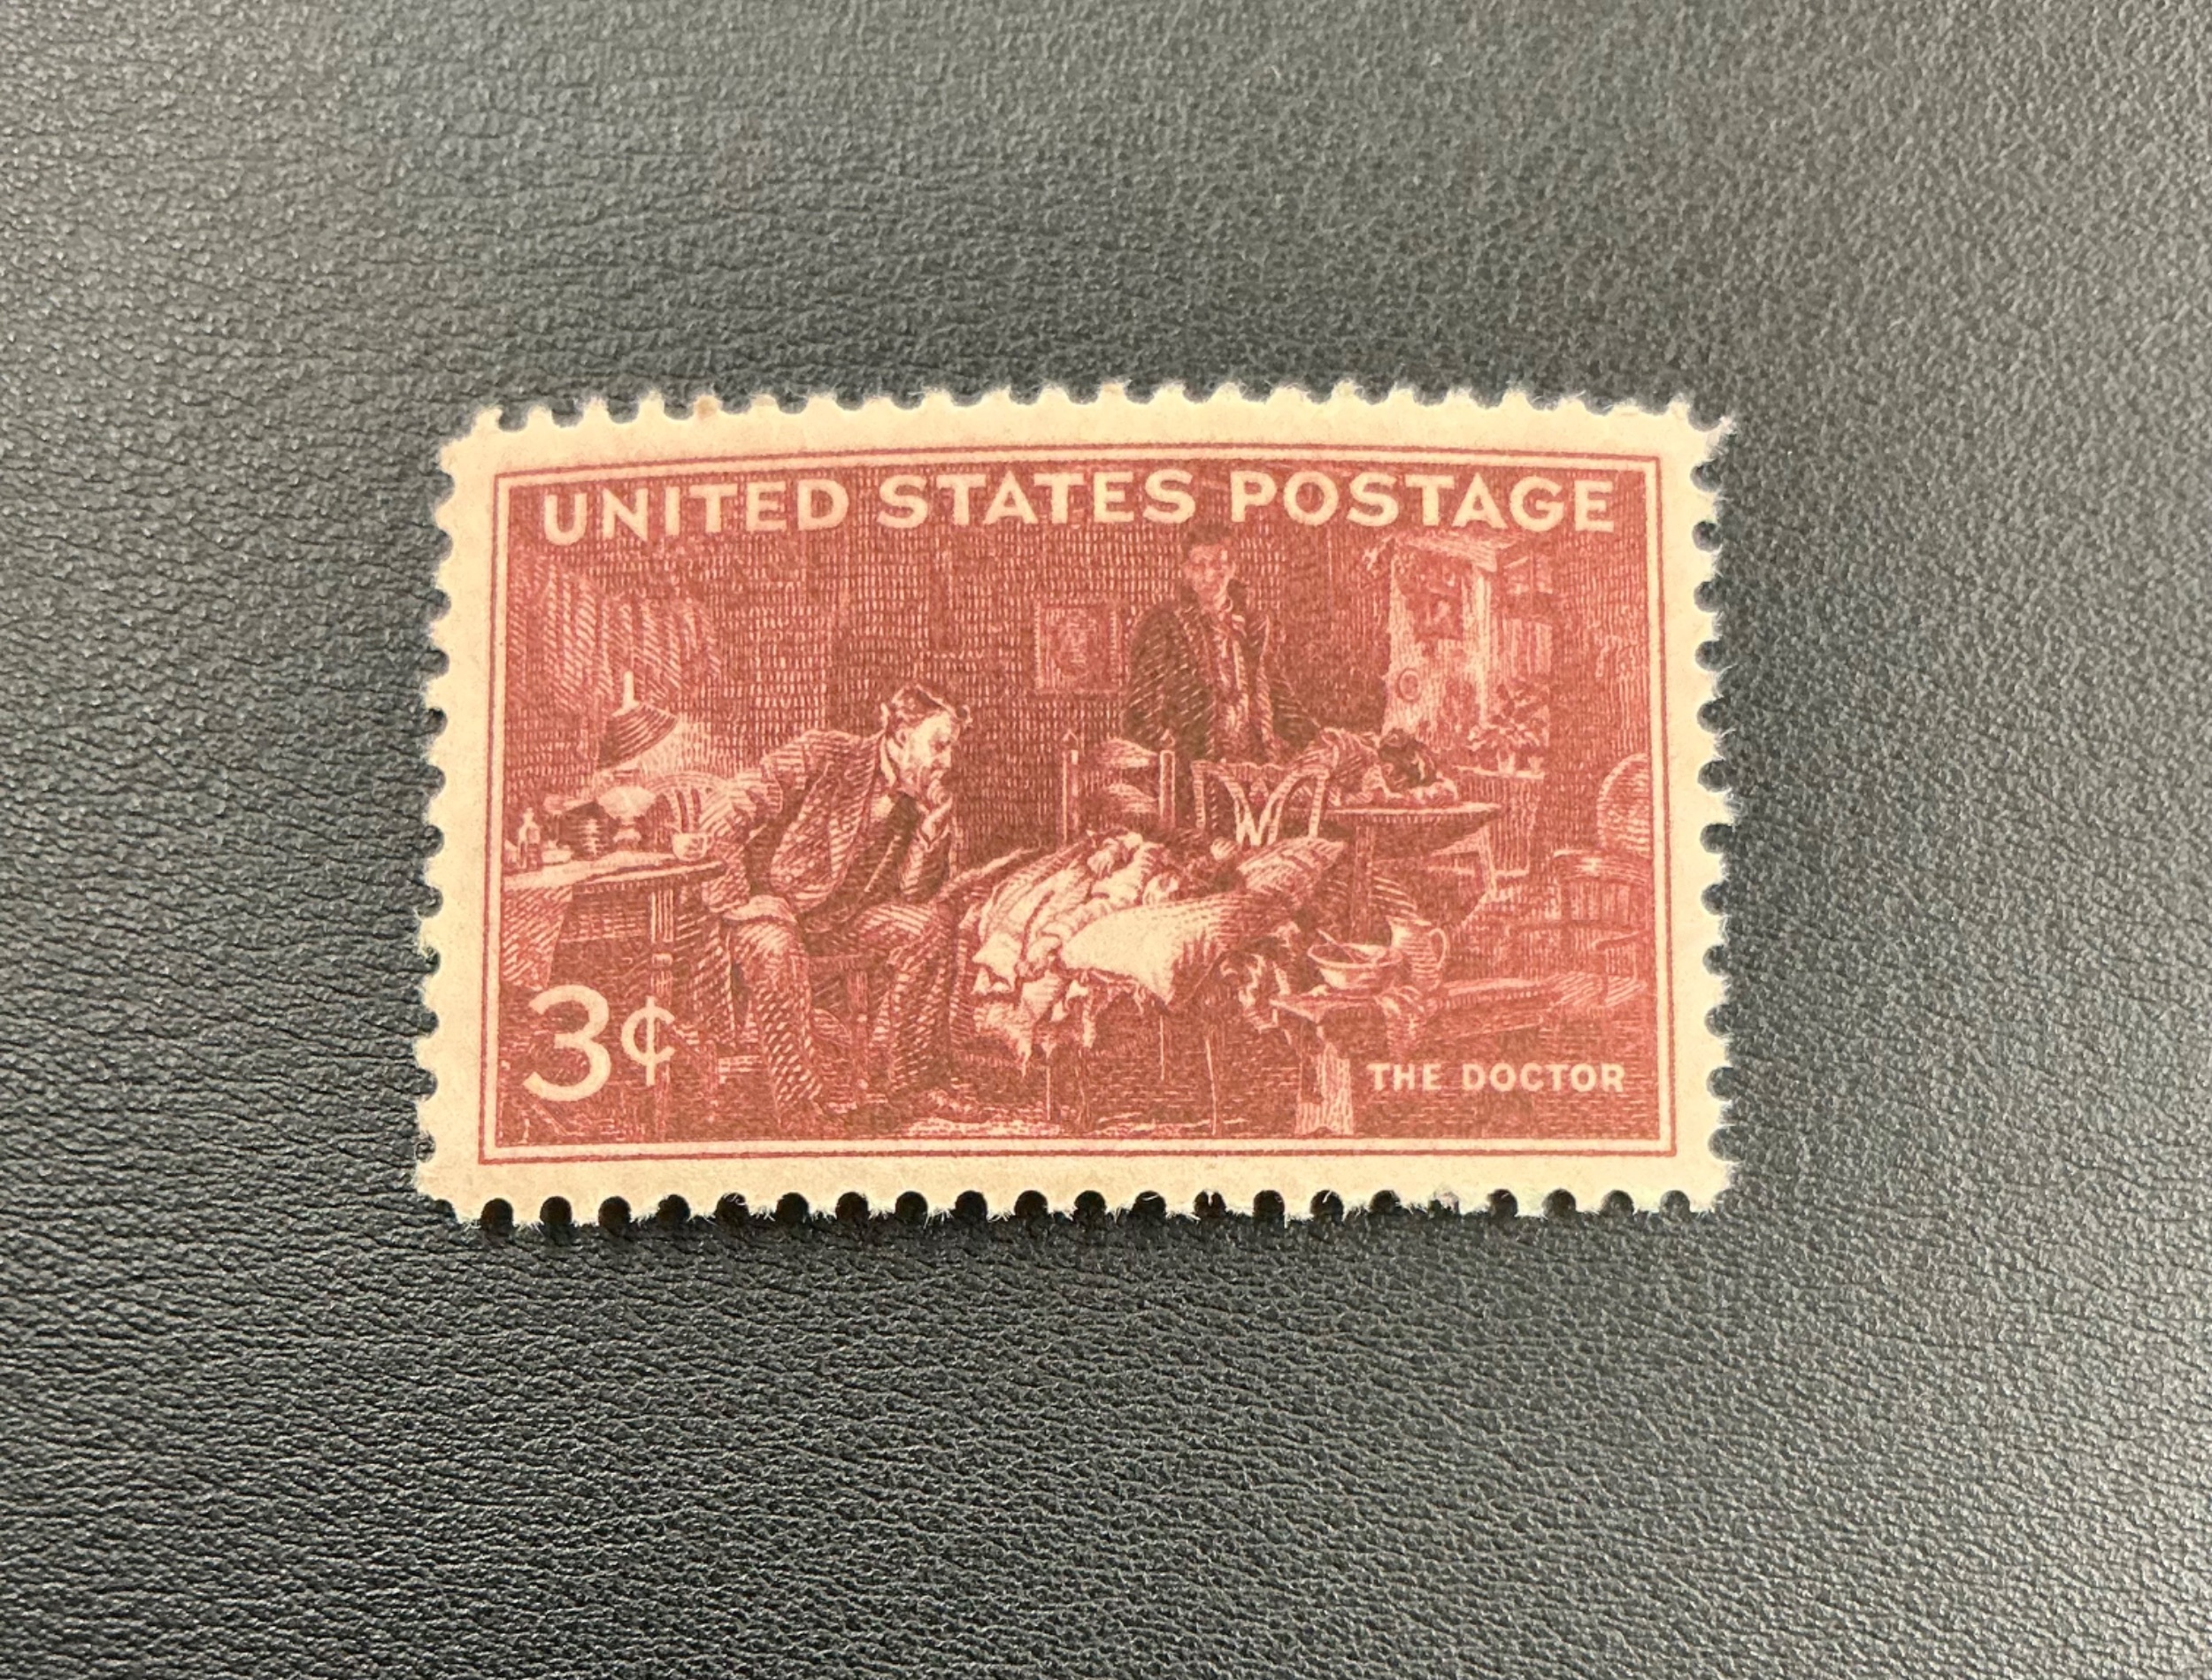 UNITED STATES POSTAGE
3¢
THE DOCTOR